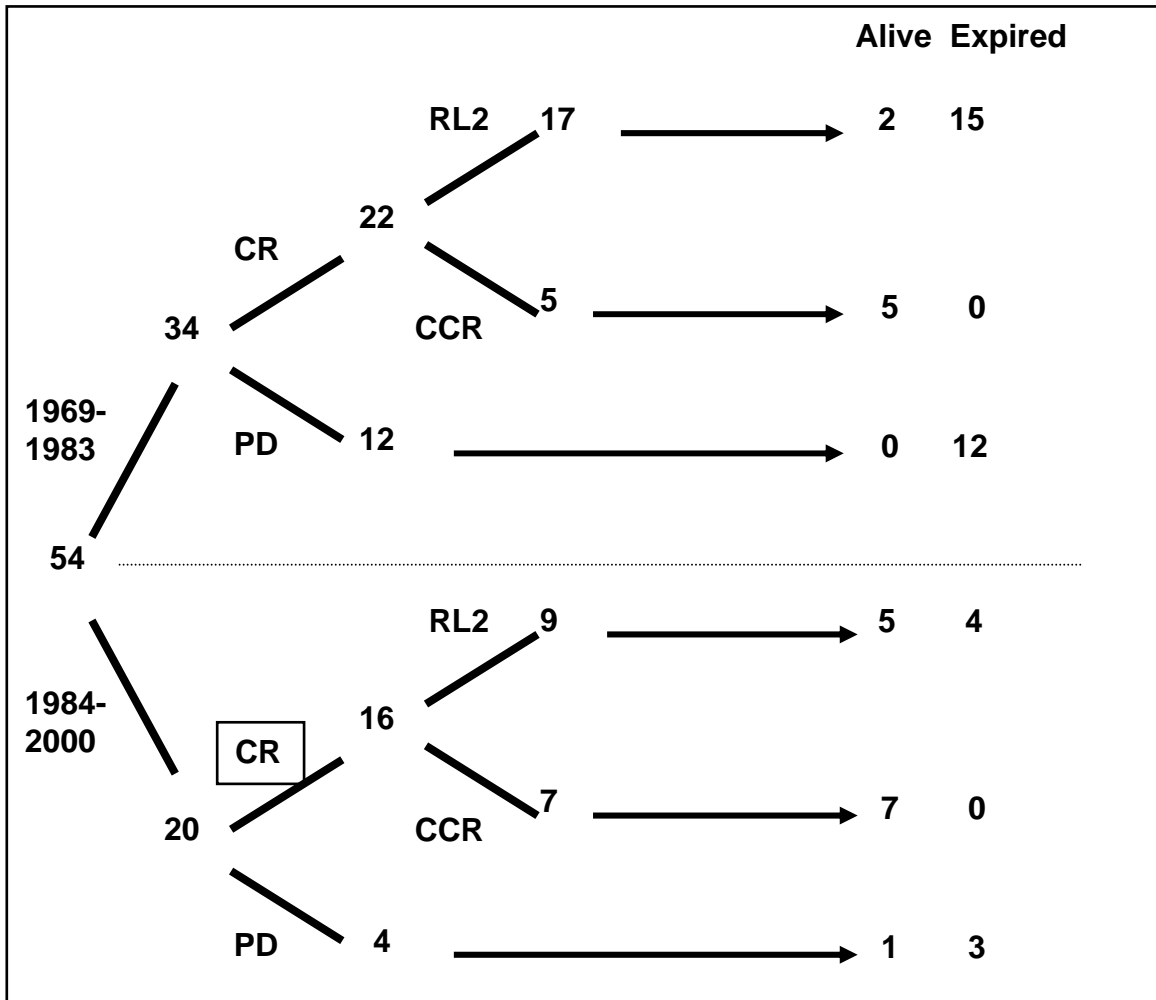 Alive Expired
RL2 17 2 15
22
CR
5 5 0
34 CCR
1969-
1983
PD 12 0 12
54
RL2 9 5 4
1984-
2000
16
CR
7 7 0
20 CCR
PD 4 1 3